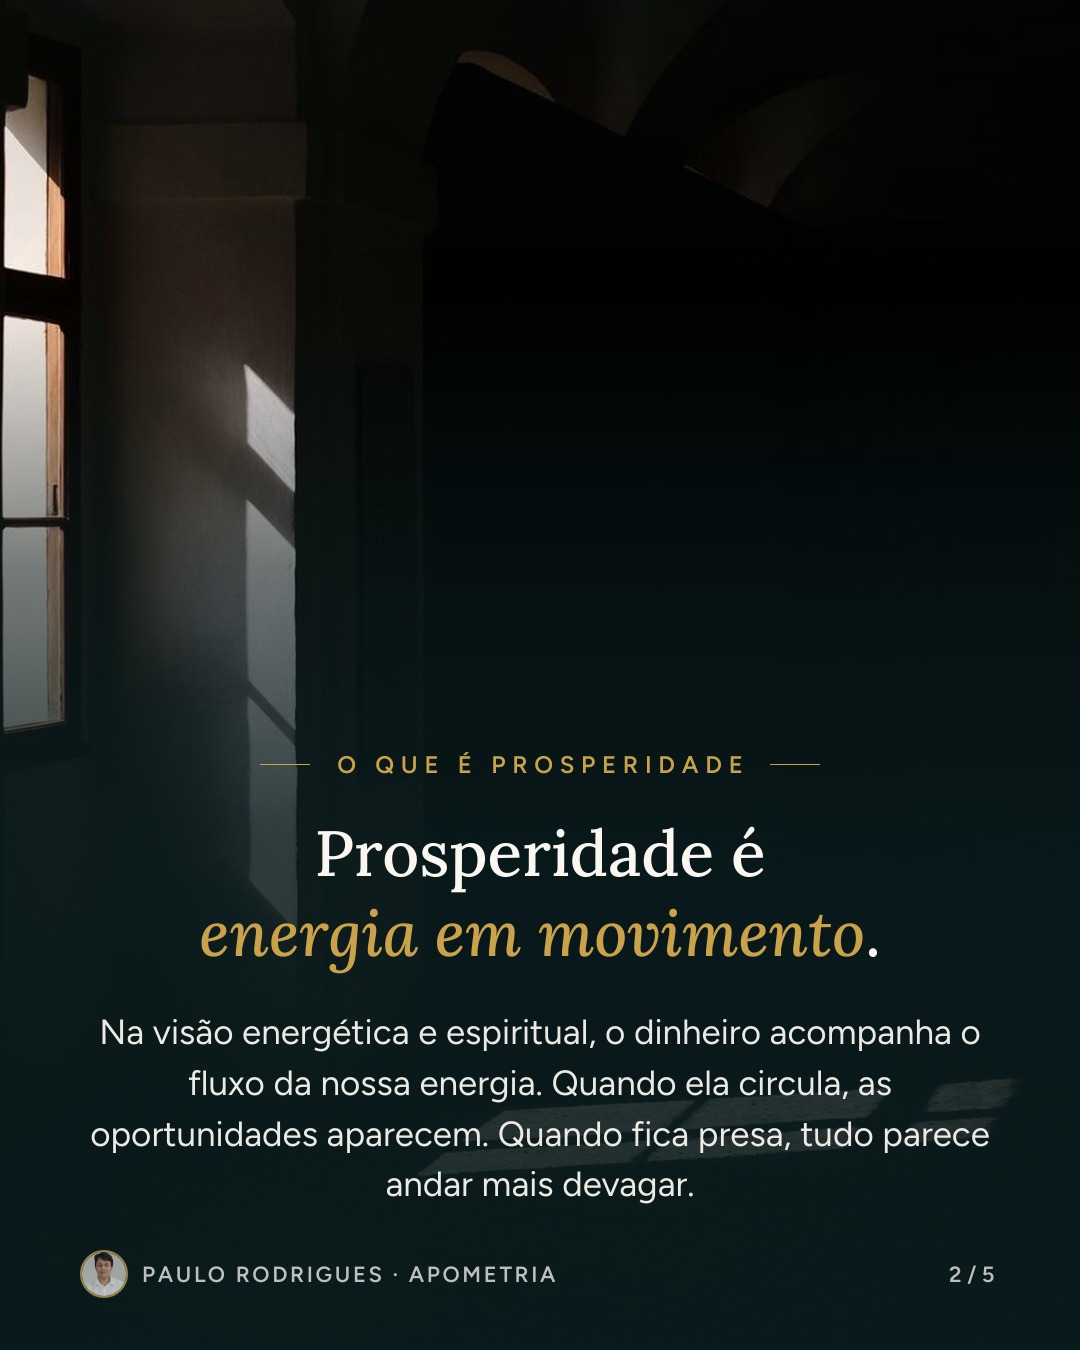 O QUE É PROSPERIDADE
Prosperidade é
energia em movimento.
Na visão energética e espiritual, o dinheiro acompanha o
fluxo da nossa energia. Quando ela circula, as
oportunidades aparecem. Quando fica presa, tudo parece
andar mais devagar.
PAULO RODRIGUES · APOMETRIA
2 / 5